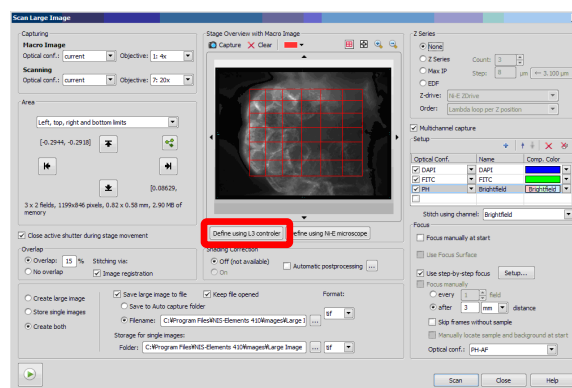 Scan Large Image
Capturing
Macro Image
Optical conf.: current Objective: 1: 4x
Scanning
Optical conf.: current Objective: 7: 20x
Area
Left, top, right and bottom limits
[-0.2944, -0.2918]
[0.08629,
3 x 2 fields, 1199x846 pixels, 0.82 x 0.58 mm, 2.90 MB of
memory
Close active shutter during stage movement
Overlap
Overlap: 15 % Stitching via:
No overlap Image registration
Stage Overview with Macro Image
Capture Clear
Define using L3 controler
efine using Ni-E microscope
Shading Correction
Off (not available)
On
Automatic postprocessing ...
Create large image
Store single images
Create both
Save large image to file Keep file opened Format:
Save to Auto capture folder
Filename: C:¥Program Files¥NIS-Elements 410¥Images¥Large I ... tif
Storage for single images:
Folder: C:¥Program Files¥NIS-Elements 410¥Images¥Large Image ... tif
Z Series
None
Z Series Count: 3
Max IP Step: 8 µm <-- 3.100 µm
EDF
Z-drive: Ni-E ZDrive
Order: Lambda loop per Z position
Multichannel capture
Setup
Optical Conf. Name Comp. Color
DAPI DAPI
FITC FITC
PH Brightfield Brightfield
Stitch using channel: Brightfield
Focus
Focus manually at start
Use Focus Surface
Use step-by-step focus Setup...
Focus manually
every 1 field
after 3 mm distance
Skip frames without sample
Manually locate sample and background at start
Optical conf.: PH-AF
Scan Close Help